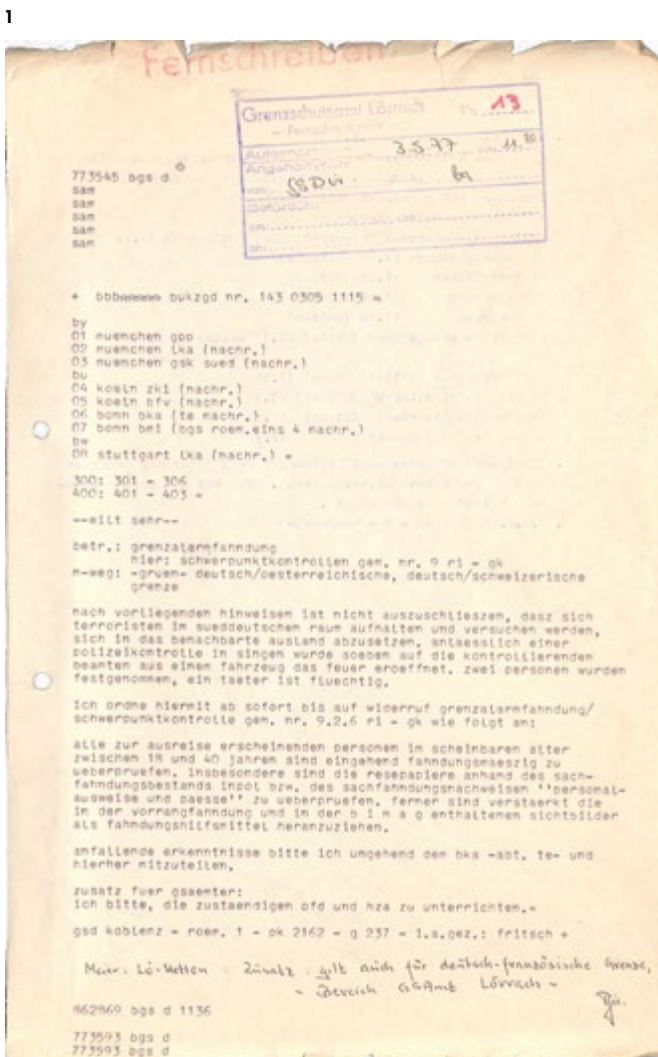 1
Fernschreiben
Grenzschutzamt Lörrach Nr. 13
- Fernschreibstelle -
3.5.77 um: 11.
Angenommen
von:
Befördert
an:
an:
773545 bgs d
sam
sam
sam
sam
sam
+ bukzgd nr. 143 0305 1115 =
by
01 muenchen gpp
02 muenchen lka (nachr.)
03 muenchen gsk sued (nachr.)
bu
04 koeln zki (nachr.)
05 koeln bfv (nachr.)
06 bonn bka (te nachr.)
07 bonn bmi (bgs roem.eins 4 nachr.)
bw
08 stuttgart lka (nachr.) =
300: 301 - 306
400: 401 - 403 =
--eilt sehr--
betr.: grenzalarmfahndung
hier: schwerpunktkontrollen gem. nr. 9 ri - gk
m-weg: -gruen- deutsch/oesterreichische, deutsch/schweizerische
grenze
nach vorliegenden hinweisen ist nicht auszuschlieszen, dasz sich
terroristen im sueddeutschen raum aufhalten und versuchen werden,
sich in das benachbarte ausland abzusetzen. anlaesslich einer
polizeikontrolle in singen wurde soeben auf die kontrollierenden
beamten aus einem fahrzeug das feuer eroeffnet. zwei personen wurden
festgenommen, ein taeter ist fluechtig.
ich ordne hiermit ab sofort bis auf widerruf grenzalarmfahndung/
schwerpunktkontrolle gem. nr. 9.2.6 ri - gk wie folgt an:
alle zur ausreise erscheinenden personen im scheinbaren alter
zwischen 18 und 40 jahren sind eingehend fahndungsmaeszig zu
ueberpruefen. insbesondere sind die resepapiere anhand des sach-
fahndungsbestands inpol bzw. des sachfahndungsnachweisen ''personal-
ausweise und paesse'' zu ueberpruefen. ferner sind verstaerkt die
in der vorrangfahndung und in der b i m a g enthaltenen sichtbilder
als fahndungshilfsmittel heranzuziehen.
anfallende erkenntnisse bitte ich umgehend dem bka -abt. te- und
hierher mitzuteilen.
zusatz fuer gsaemter:
ich bitte, die zustaendigen ofd und hza zu unterrichten.=
gsd koblenz - roem. 1 - ok 2162 - g 237 - i.a.gez.: fritsch +
Zusatz: gilt auch für deutsch-französische Grenze,
- Bereich GSAmt Lörrach -
862869 bgs d 1136
773593 bgs d
773593 bgs d